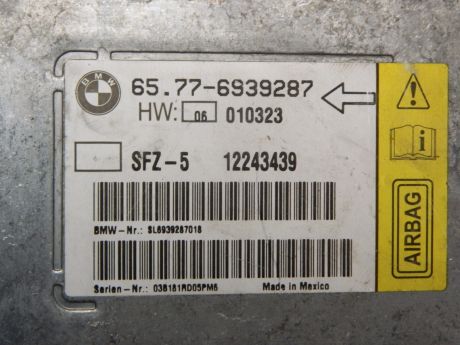 BMW
65.77-6939287
HW: 06 010323
SFZ-5 12243439
BMW-Nr.: SL6939287018
Serien-Nr.: 038181RD05PM6 Made in Mexico
AIRBAG